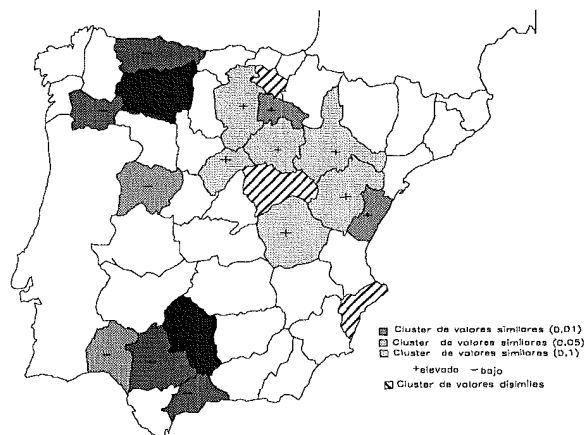 Cluster de valores similares (0,01)
Cluster de valores similares (0,05)
Cluster de valores similares (0,1)
+elevado −bajo
Cluster de valores disimiles